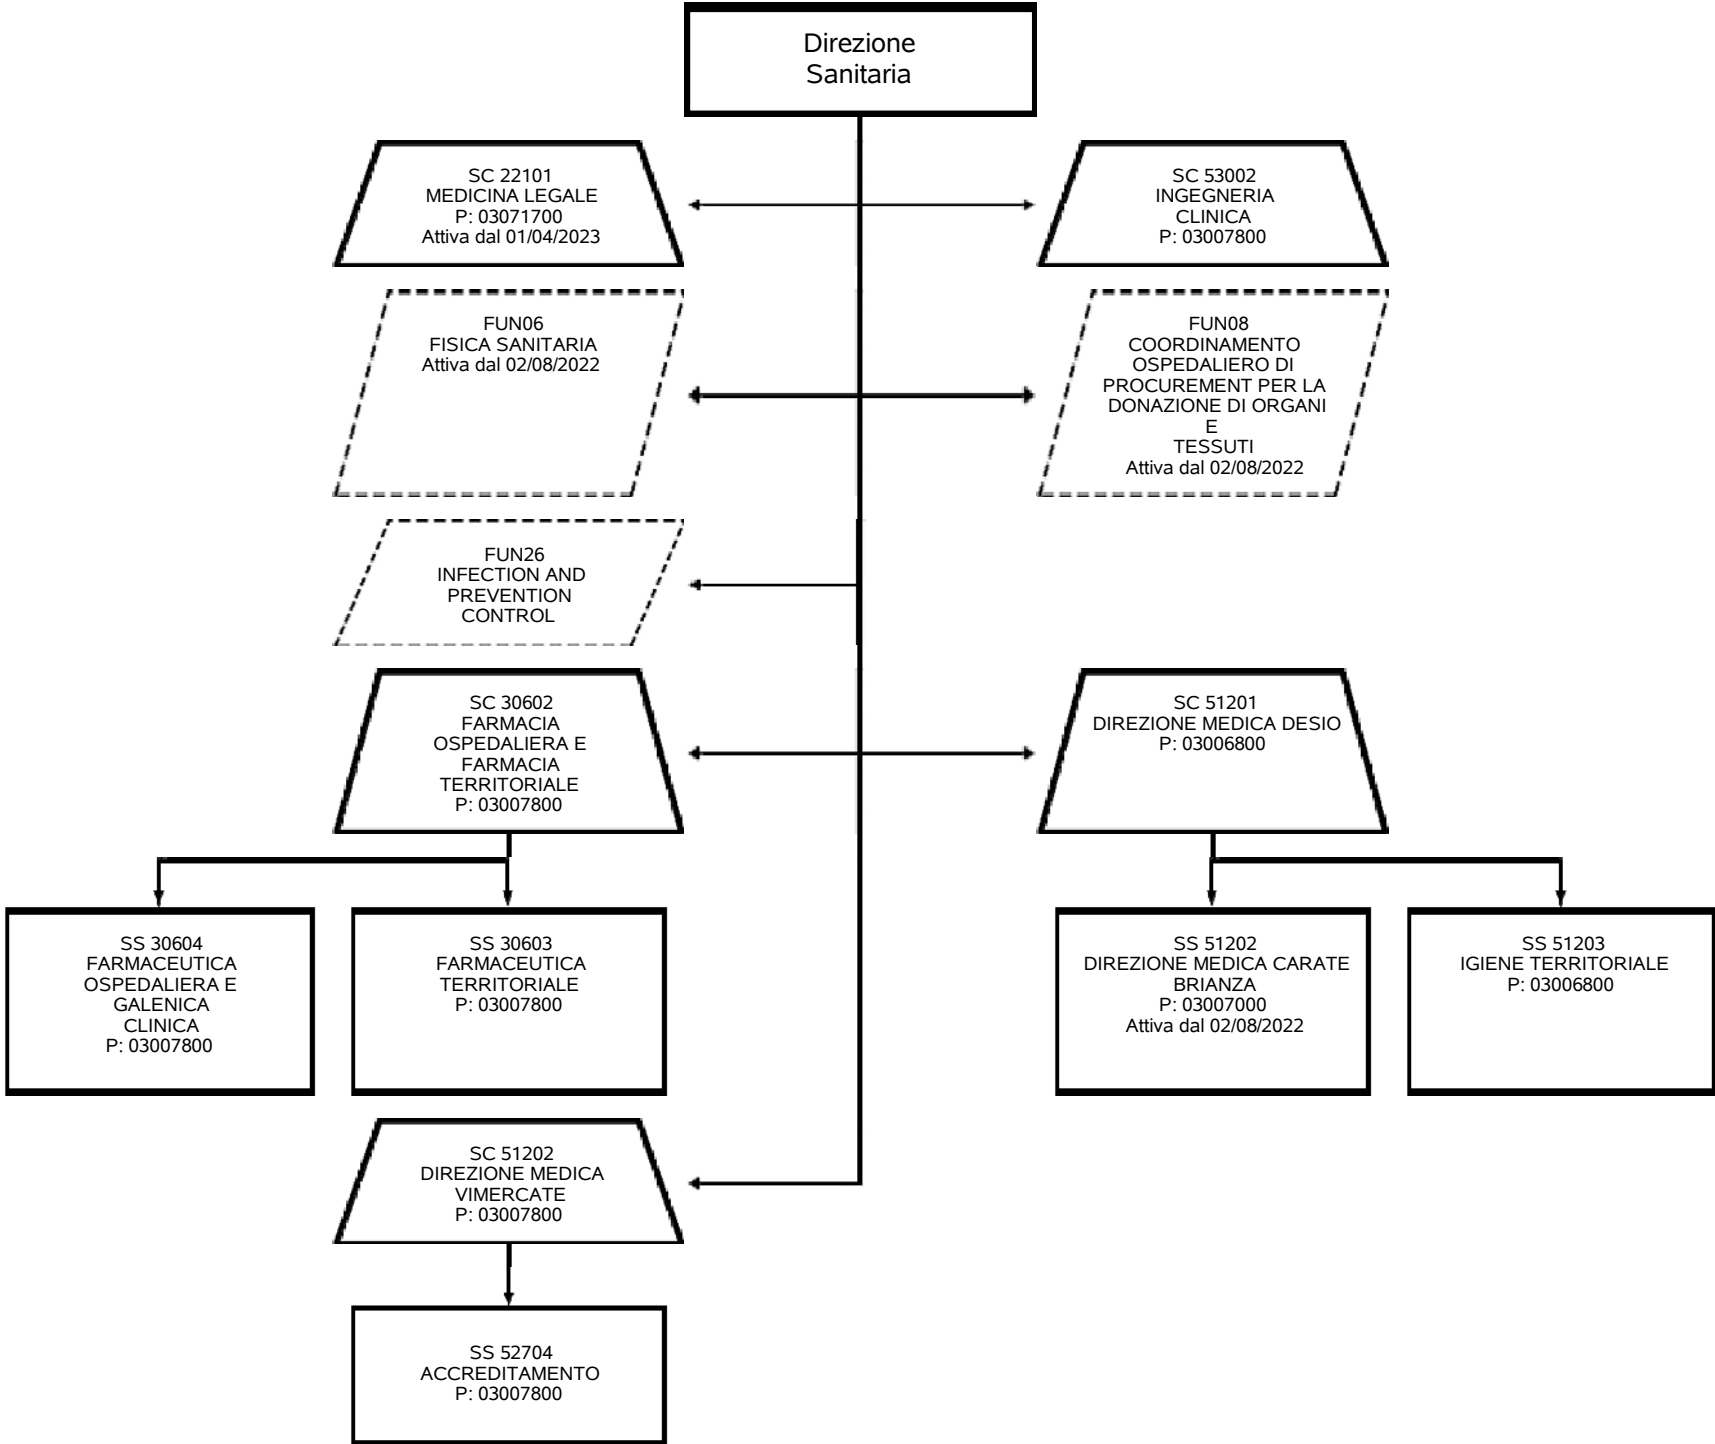 Direzione
Sanitaria
SC 22101
MEDICINA LEGALE
P: 03071700
Attiva dal 01/04/2023
SC 53002
INGEGNERIA
CLINICA
P: 03007800
FUN06
FISICA SANITARIA
Attiva dal 02/08/2022
FUN08
COORDINAMENTO
OSPEDALIERO DI
PROCUREMENT PER LA
DONAZIONE DI ORGANI
E
TESSUTI
Attiva dal 02/08/2022
FUN26
INFECTION AND
PREVENTION
CONTROL
SC 30602
FARMACIA
OSPEDALIERA E
FARMACIA
TERRITORIALE
P: 03007800
SC 51201
DIREZIONE MEDICA DESIO
P: 03006800
SS 30604
FARMACEUTICA
OSPEDALIERA E
GALENICA
CLINICA
P: 03007800
SS 30603
FARMACEUTICA
TERRITORIALE
P: 03007800
SS 51202
DIREZIONE MEDICA CARATE
BRIANZA
P: 03007000
Attiva dal 02/08/2022
SS 51203
IGIENE TERRITORIALE
P: 03006800
SC 51202
DIREZIONE MEDICA
VIMERCATE
P: 03007800
SS 52704
ACCREDITAMENTO
P: 03007800